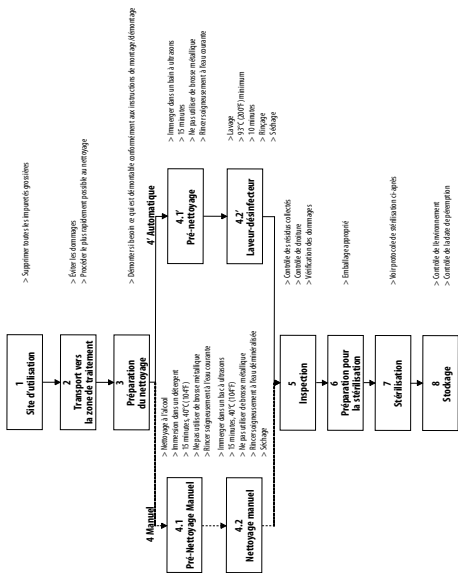 1
Site d'utilisation
> Supprimer toutes les impuretés grossières
2
Transport vers
la zone de traitement
> Éviter les dommages
> Procéder le plus rapidement possible au nettoyage
3
Préparation
du nettoyage
> Démonter si besoin ce qui est démontable conformément aux instructions de montage/démontage
4 Manuel
4.1
Pré-Nettoyage Manuel
> Nettoyage à l'alcool
> Immersion dans un détergent
> 15 minutes, 40°C (104°F)
> Ne pas utiliser de brosse métallique
> Rincer soigneusement à l'eau courante
4.2
Nettoyage manuel
> Immerger dans un bac à ultrasons
> 15 minutes, 40°C (104°F)
> Ne pas utiliser de brosse métallique
> Rincer soigneusement à l'eau déminéralisée
> Séchage
4' Automatique
4.1'
Pré-nettoyage
> Immerger dans un bain à ultrasons
> 15 minutes
> Ne pas utiliser de brosse métallique
> Rincer soigneusement à l'eau courante
4.2'
Laveur-désinfecteur
> Lavage
> 93°C (200°F) minimum
> 10 minutes
> Rinçage
> Séchage
5
Inspection
> Contrôle des résidus collectés
> Contrôle de droiture
> Vérification des dommages
6
Préparation pour
la stérilisation
> Emballage approprié
7
Stérilisation
> Voir protocole de stérilisation ci-après
8
Stockage
> Contrôle de l'environnement
> Contrôle de la date de péremption